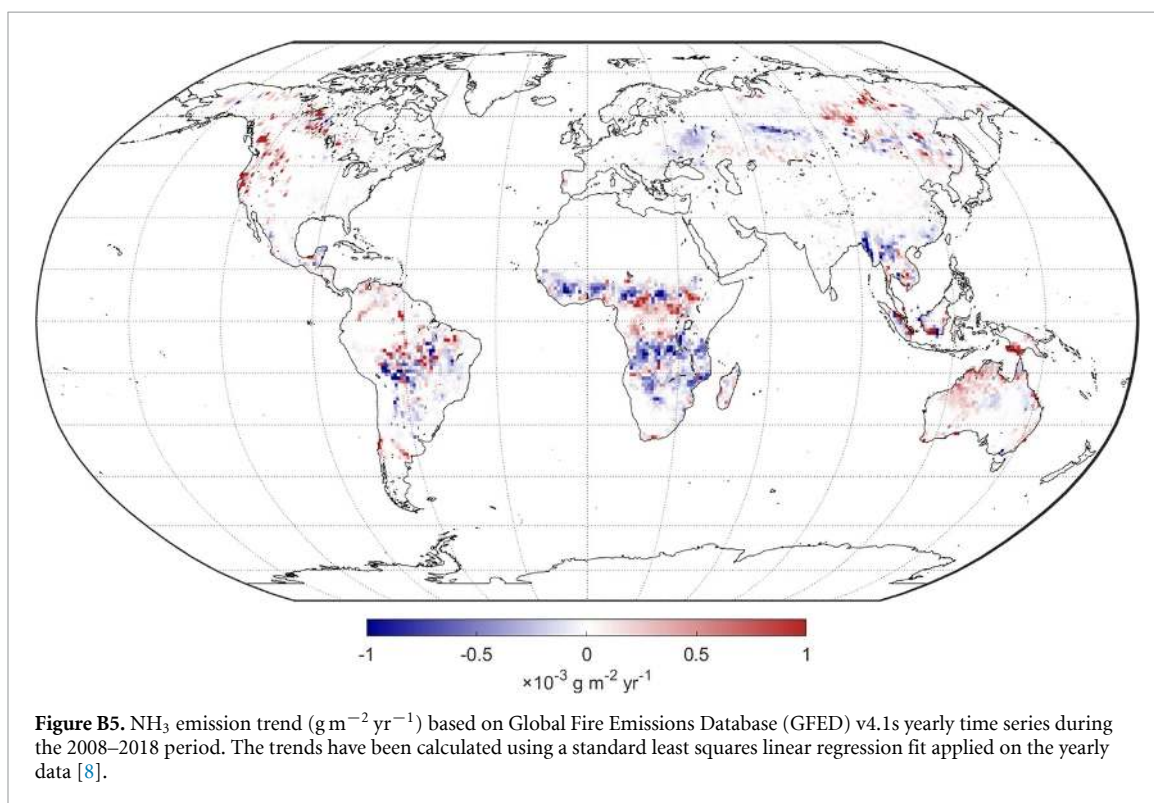 -1 -0.5 0 0.5 1
×10⁻³ g m⁻² yr⁻¹
Figure B5. NH₃ emission trend (g m⁻² yr⁻¹) based on Global Fire Emissions Database (GFED) v4.1s yearly time series during
the 2008–2018 period. The trends have been calculated using a standard least squares linear regression fit applied on the yearly
data [8].